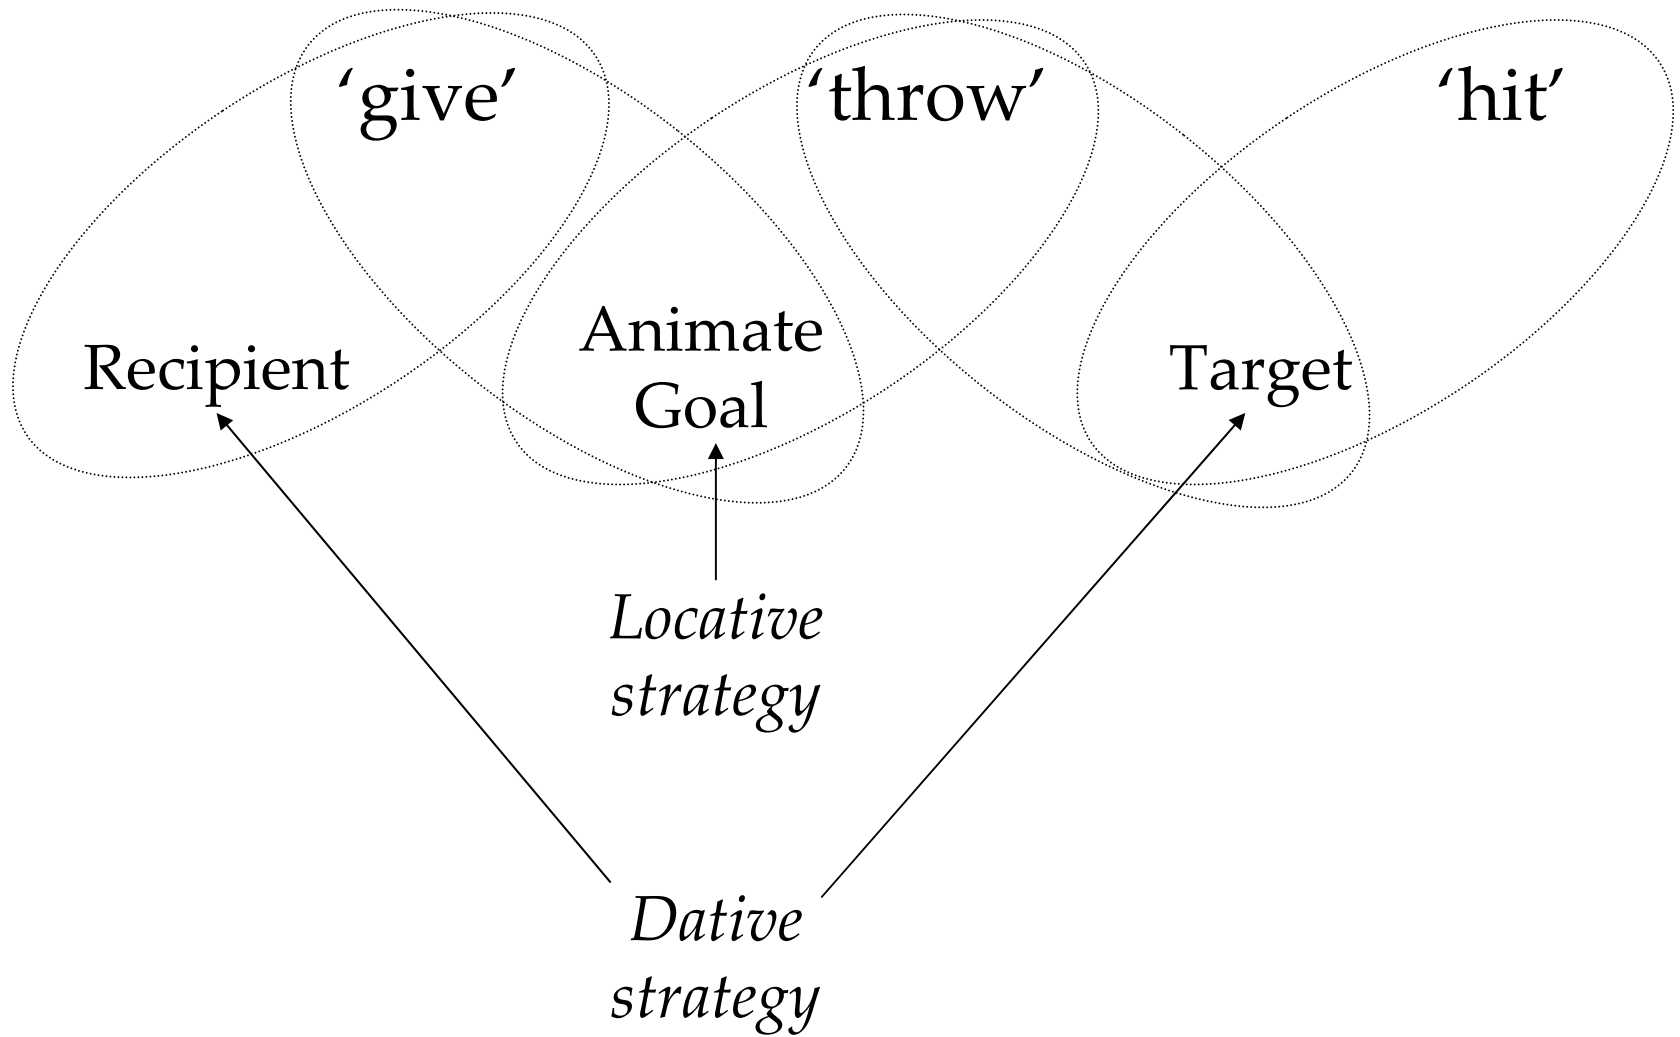 ‘give’ ‘throw’ ‘hit’
Recipient
Animate
Goal
Target
Locative
strategy
Dative
strategy